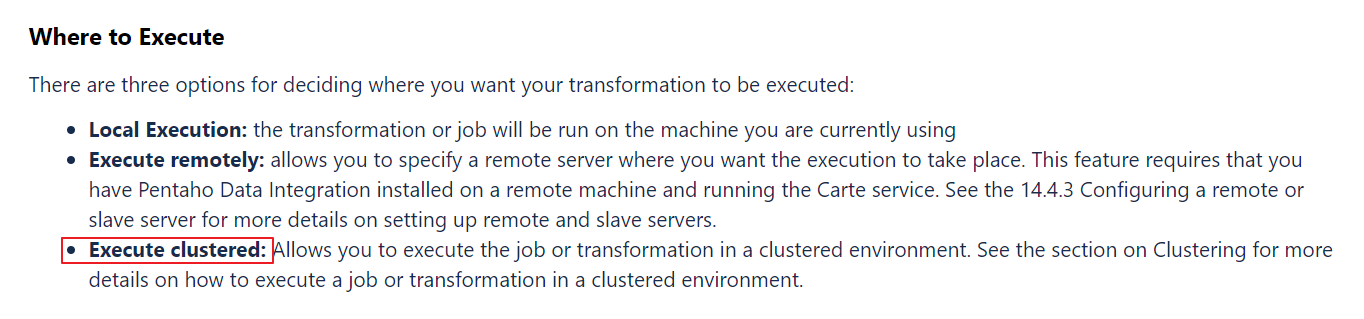 Where to Execute
There are three options for deciding where you want your transformation to be executed:
• Local Execution: the transformation or job will be run on the machine you are currently using
• Execute remotely: allows you to specify a remote server where you want the execution to take place. This feature requires that you
have Pentaho Data Integration installed on a remote machine and running the Carte service. See the 14.4.3 Configuring a remote or
slave server for more details on setting up remote and slave servers.
• Execute clustered: Allows you to execute the job or transformation in a clustered environment. See the section on Clustering for more
details on how to execute a job or transformation in a clustered environment.